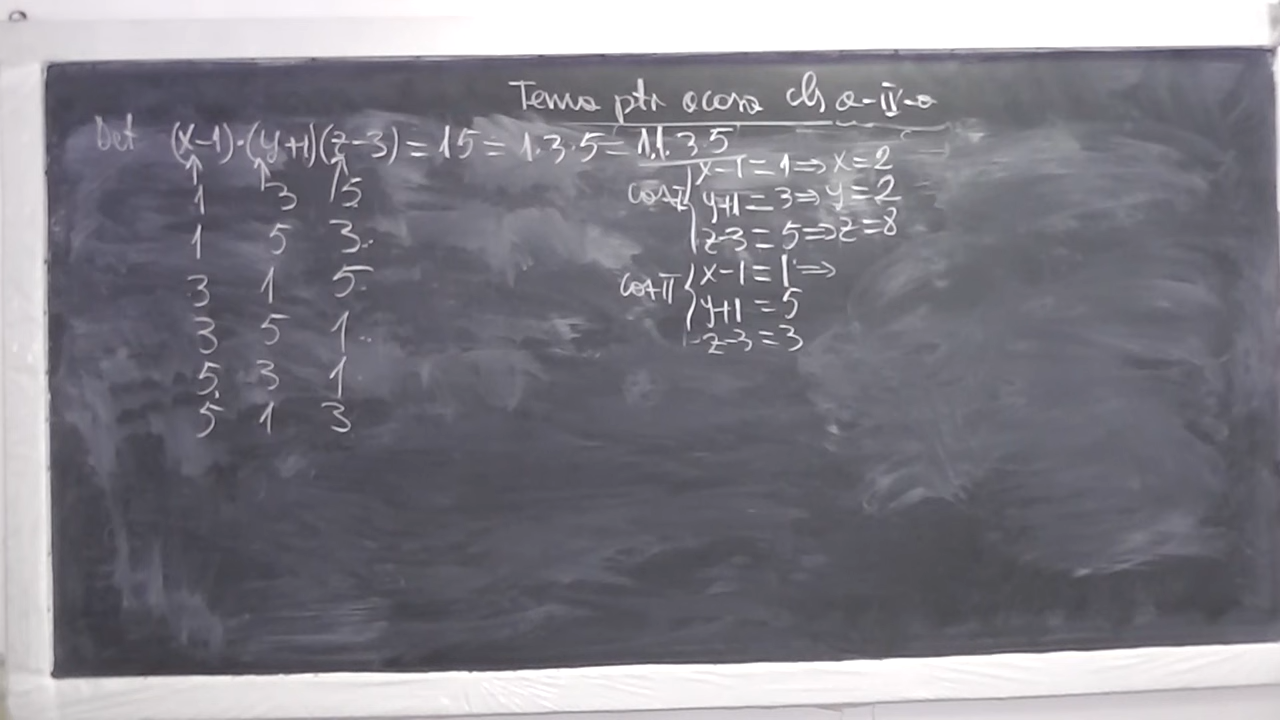 Tema ptr acasa cls a-IV-a
Det (x-1)·(y+1)(z-3) = 15 = 1·3·5 = 1.1.3.5
1 3 15
1 5 3
3 1 5
3 5 1
5 3 1
5 1 3
caz I { x-1 = 1 ⇒ x = 2
y+1 = 3 ⇒ y = 2
z-3 = 5 ⇒ z = 8
caz II { x-1 = 1 ⇒
y+1 = 5
z-3 = 3